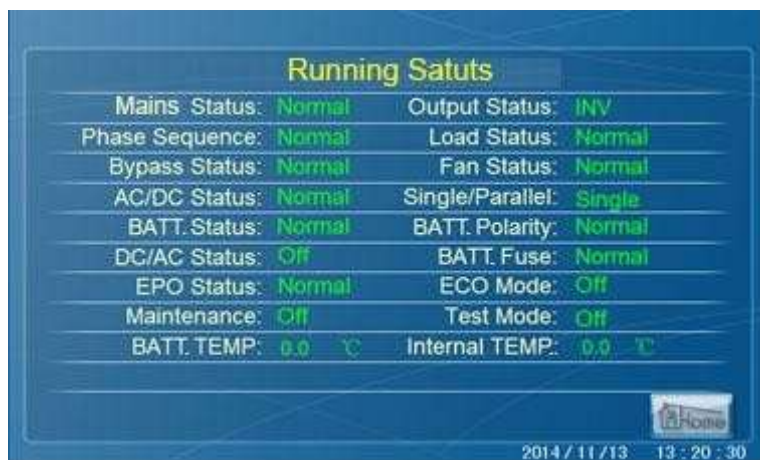 Running Satuts
Mains Status: Normal Output Status: INV
Phase Sequence: Normal Load Status: Normal
Bypass Status: Normal Fan Status: Normal
AC/DC Status: Normal Single/Parallel: Single
BATT. Status: Normal BATT. Polarity: Normal
DC/AC Status: Off BATT. Fuse: Normal
EPO Status: Normal ECO Mode: Off
Maintenance: Off Test Mode: Off
BATT. TEMP: 0.0 ℃ Internal TEMP.: 0.0 ℃
Home
2014/11/13 13:20:30